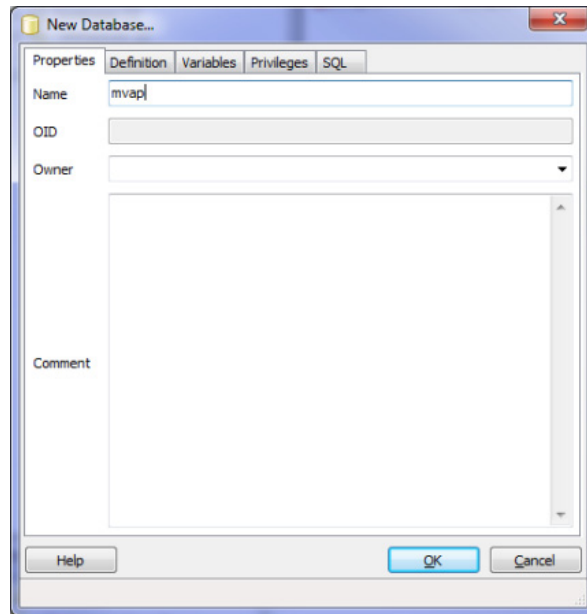 New Database...
Properties Definition Variables Privileges SQL
Name mvap
OID
Owner
Comment
Help OK Cancel